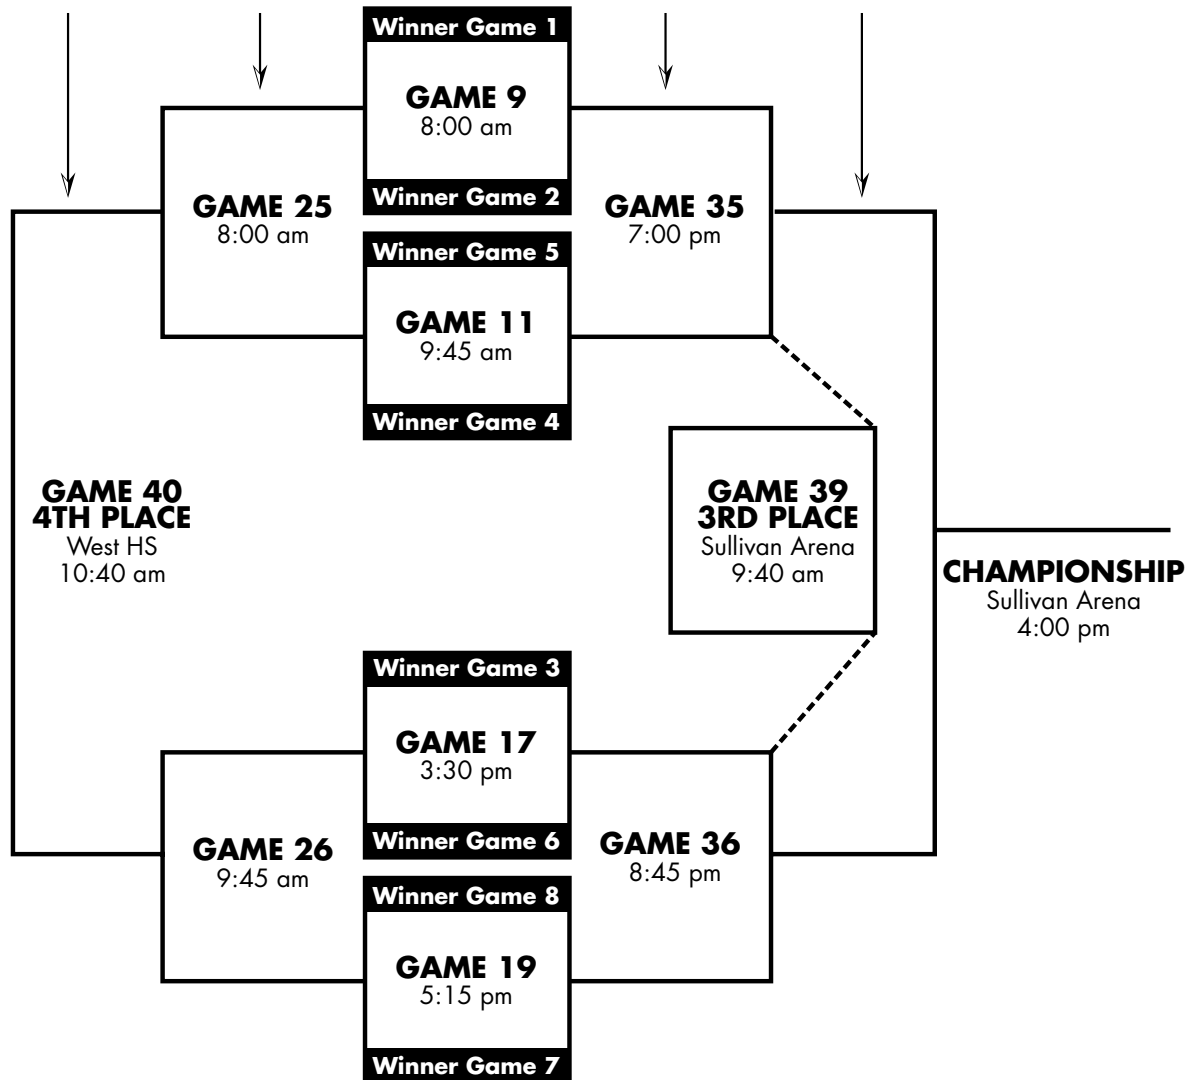 Winner Game 1
GAME 9
8:00 am
Winner Game 2
GAME 25
8:00 am
GAME 35
7:00 pm
Winner Game 5
GAME 11
9:45 am
Winner Game 4
GAME 40
4TH PLACE
West HS
10:40 am
GAME 39
3RD PLACE
Sullivan Arena
9:40 am
CHAMPIONSHIP
Sullivan Arena
4:00 pm
Winner Game 3
GAME 17
3:30 pm
Winner Game 6
GAME 26
9:45 am
GAME 36
8:45 pm
Winner Game 8
GAME 19
5:15 pm
Winner Game 7